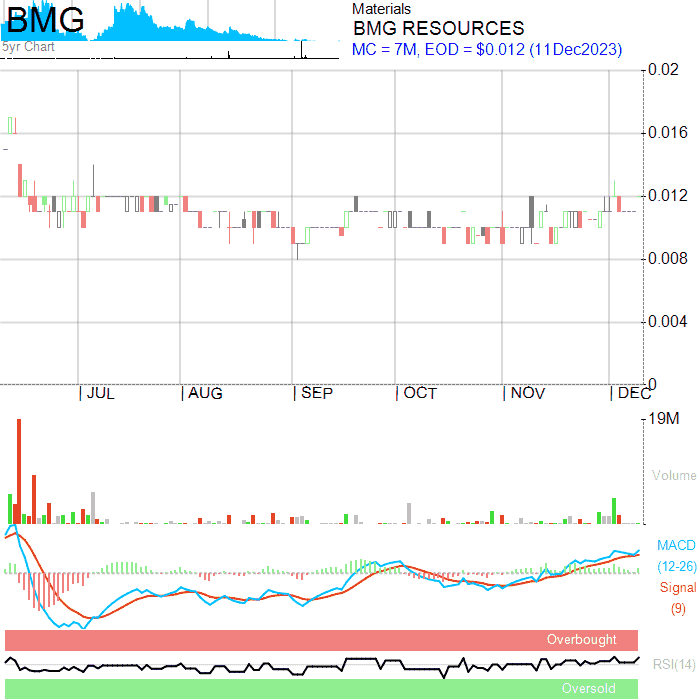 BMG
5yr Chart
Materials
BMG RESOURCES
MC = 7M, EOD = $0.012 (11Dec2023)
0.02
0.016
0.012
0.008
0.004
0
JUL
AUG
SEP
OCT
NOV
DEC
19M
Volume
MACD
(12-26)
Signal
(9)
Overbought
RSI(14)
Oversold